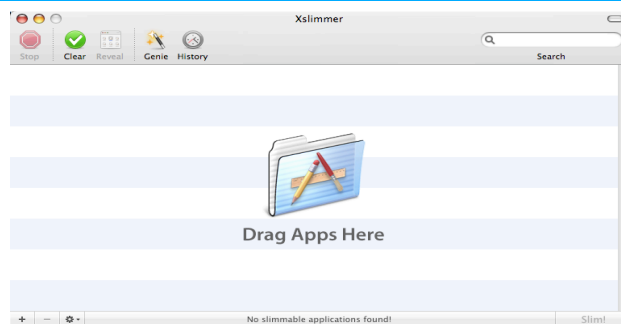 Xslimmer
Stop Clear Reveal Genie History Search
Drag Apps Here
No slimmable applications found! Slim!